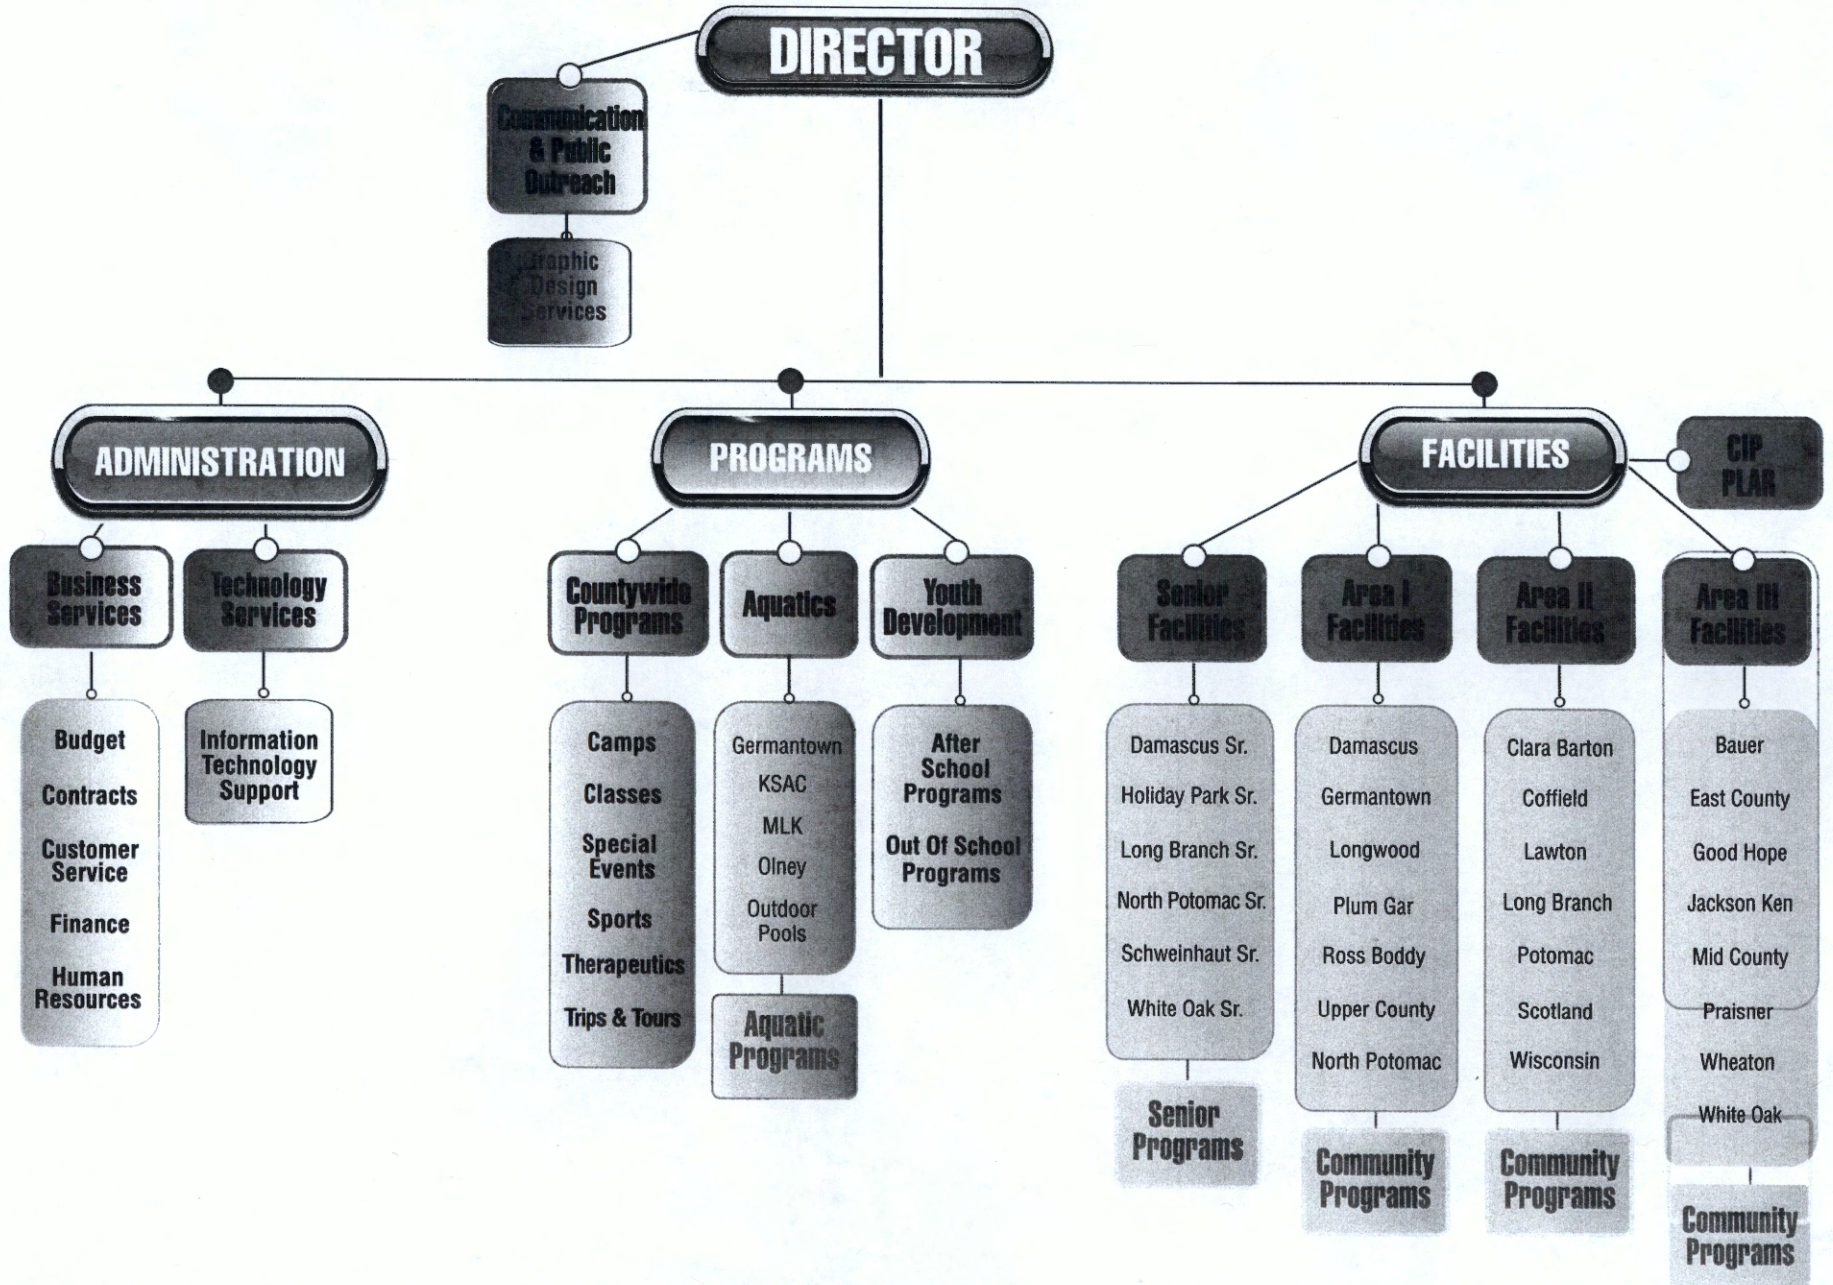 DIRECTOR
Communication
& Public
Outreach
Graphic
Design
Services
ADMINISTRATION
PROGRAMS
FACILITIES
CIP
PLAR
Business
Services
Technology
Services
Countywide
Programs
Aquatics
Youth
Development
Senior
Facilities
Area I
Facilities
Area II
Facilities
Area III
Facilities
Budget
Contracts
Customer
Service
Finance
Human
Resources
Information
Technology
Support
Camps
Classes
Special
Events
Sports
Therapeutics
Trips & Tours
Germantown
KSAC
MLK
Olney
Outdoor
Pools
Aquatic
Programs
After
School
Programs
Out Of School
Programs
Damascus Sr.
Holiday Park Sr.
Long Branch Sr.
North Potomac Sr.
Schweinhaut Sr.
White Oak Sr.
Senior
Programs
Damascus
Germantown
Longwood
Plum Gar
Ross Boddy
Upper County
North Potomac
Community
Programs
Clara Barton
Coffield
Lawton
Long Branch
Potomac
Scotland
Wisconsin
Community
Programs
Bauer
East County
Good Hope
Jackson Ken
Mid County
Praisner
Wheaton
White Oak
Community
Programs